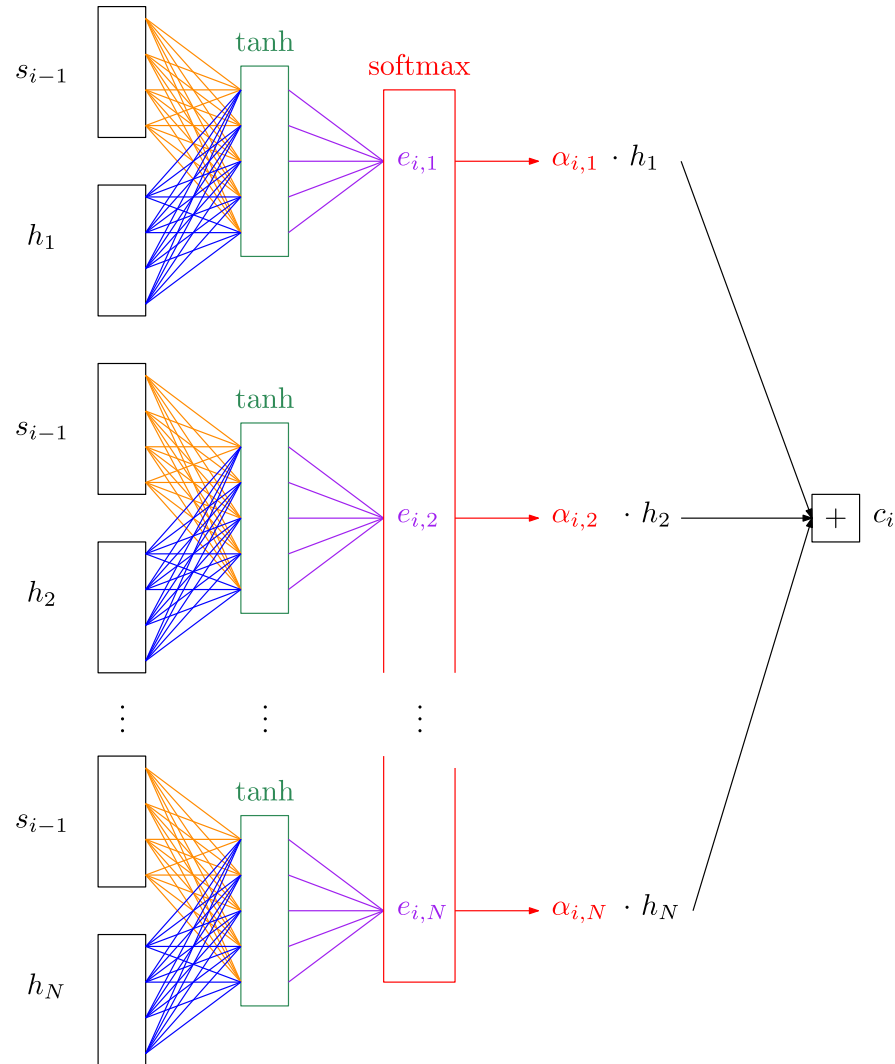 tanh
softmax
s_{i−1}
e_{i,1} α_{i,1} · h_1
h_1
tanh
s_{i−1}
e_{i,2} α_{i,2} · h_2 + c_i
h_2
⋮ ⋮ ⋮
tanh
s_{i−1}
e_{i,N} α_{i,N} · h_N
h_N